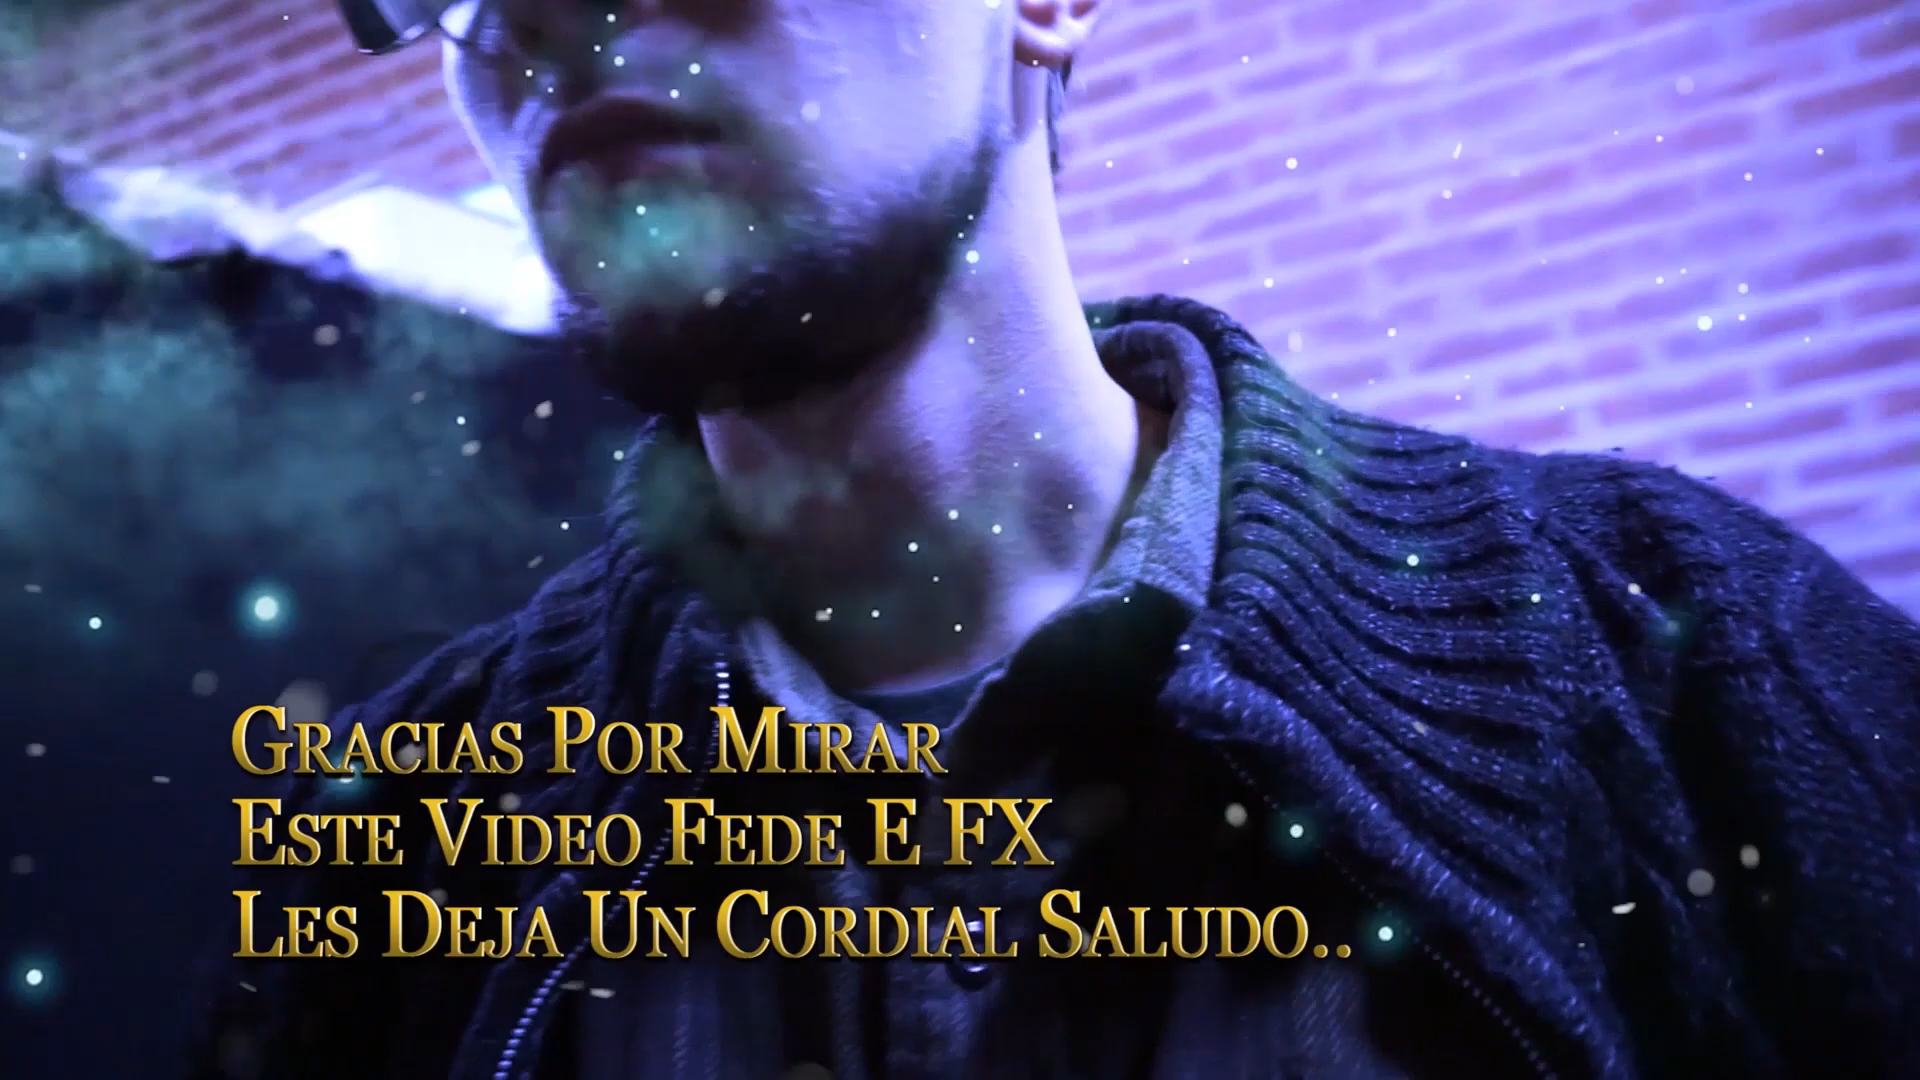 Gracias Por Mirar
Este Video Fede E FX
Les Deja Un Cordial Saludo..